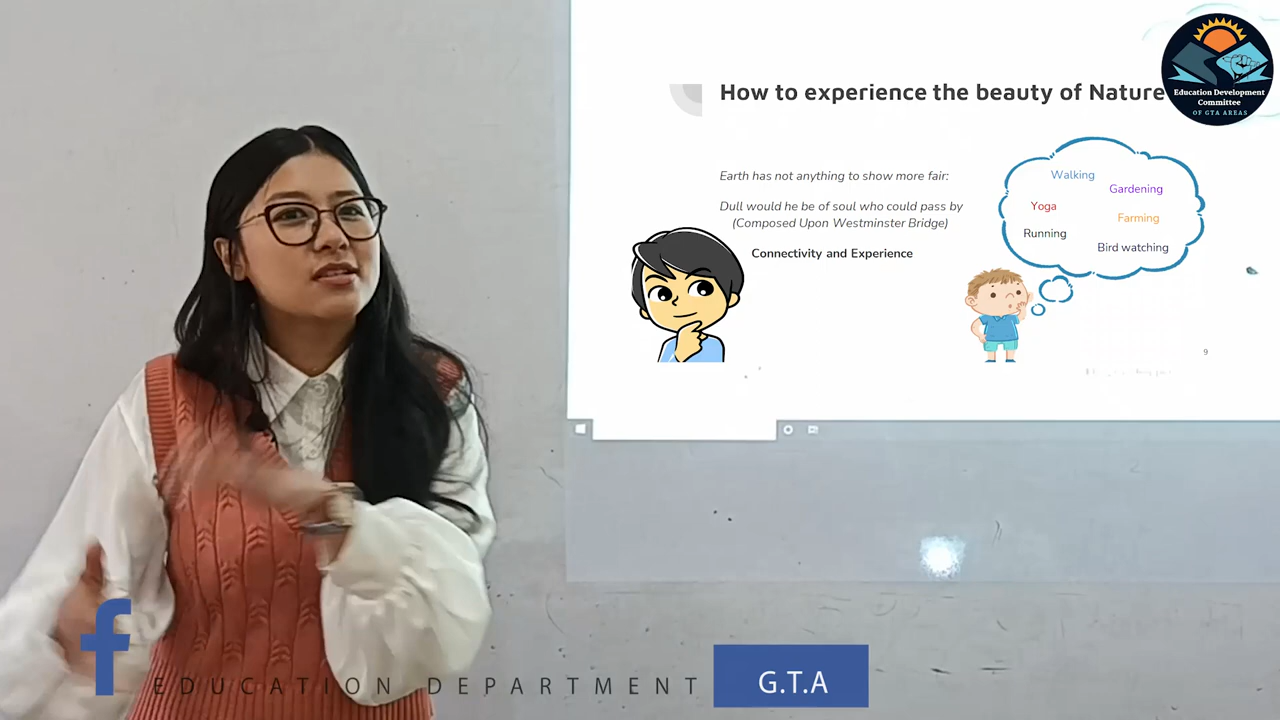 How to experience the beauty of Nature
Education Development
Committee
OF GTA AREAS
Earth has not anything to show more fair:
Dull would he be of soul who could pass by
(Composed Upon Westminster Bridge)
Connectivity and Experience
Walking
Gardening
Yoga
Farming
Running
Bird watching
9
f EDUCATION DEPARTMENT G.T.A